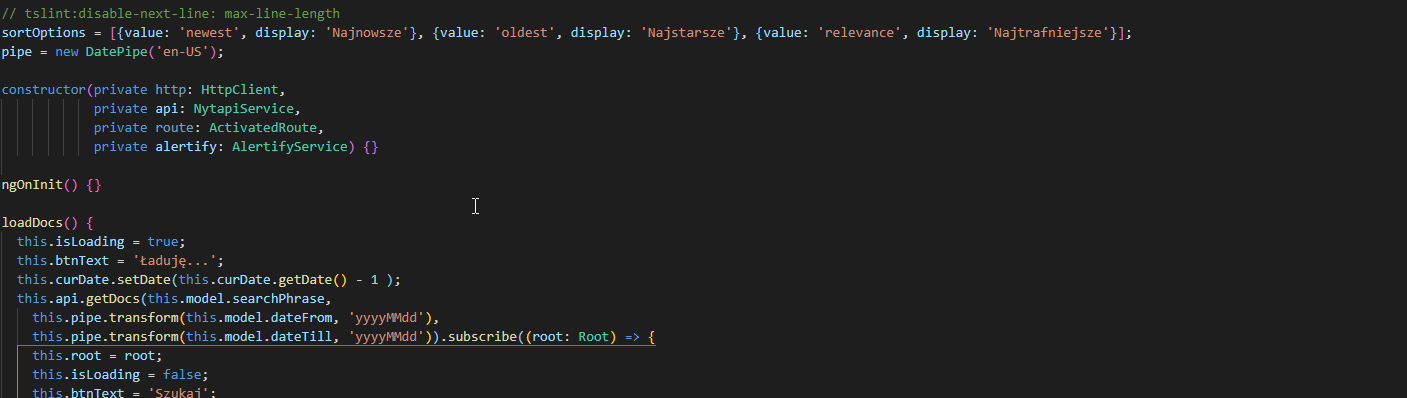 // tslint:disable-next-line: max-line-length
sortOptions = [{value: 'newest', display: 'Najnowsze'}, {value: 'oldest', display: 'Najstarsze'}, {value: 'relevance', display: 'Najtrafniejsze'}];
pipe = new DatePipe('en-US');
constructor(private http: HttpClient,
private api: NytapiService,
private route: ActivatedRoute,
private alertify: AlertifyService) {}
ngOnInit() {}
loadDocs() {
this.isLoading = true;
this.btnText = 'Ładuję...';
this.curDate.setDate(this.curDate.getDate() - 1 );
this.api.getDocs(this.model.searchPhrase,
this.pipe.transform(this.model.dateFrom, 'yyyyMMdd'),
this.pipe.transform(this.model.dateTill, 'yyyyMMdd')).subscribe((root: Root) => {
this.root = root;
this.isLoading = false;
this.btnText = 'Szukaj';